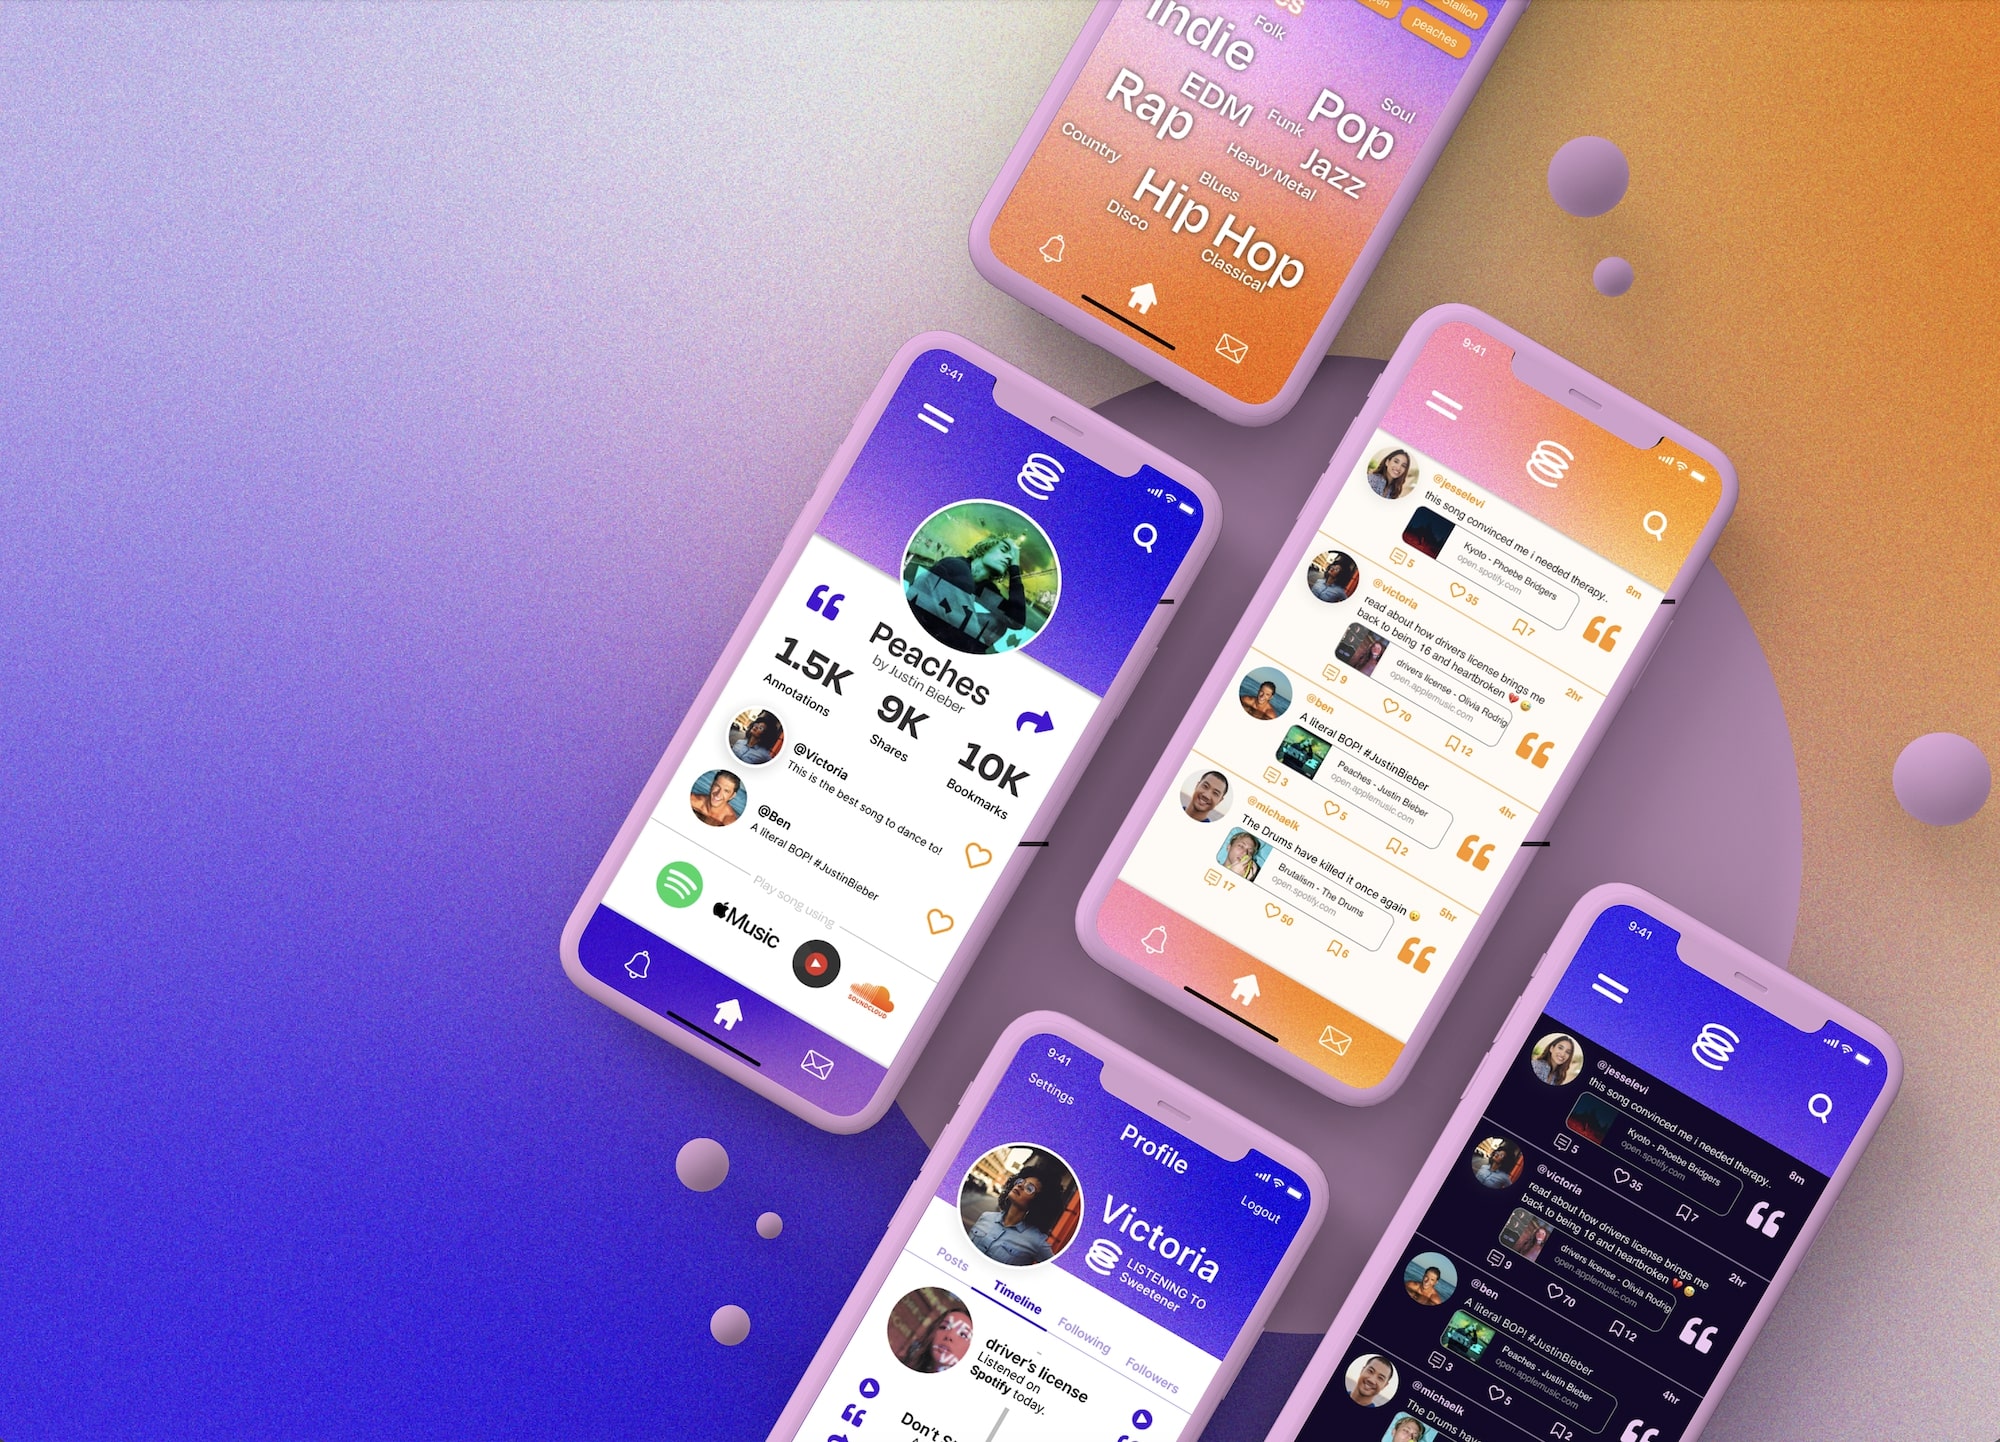 Stallion
peaches
Folk
Indie
EDM
Rap
Funk
Pop
Soul
Country
Heavy Metal
Jazz
Blues
Disco
Hip Hop
Classical
9:41
Peaches
by Justin Bieber
1.5K
Annotations
9K
Shares
10K
Bookmarks
@Victoria
This is the best song to dance to!
@Ben
A literal BOP! #JustinBieber
Play song using
Music
SOUNDCLOUD
9:41
@jesselevi
this song convinced me i needed therapy..
8m
Kyoto - Phoebe Bridgers
open.spotify.com
5
35
7
@victoria
read about how drivers license brings me
back to being 16 and heartbroken 💔😅
2hr
drivers license - Olivia Rodrig
open.applemusic.com
9
70
12
@ben
A literal BOP! #JustinBieber
4hr
Peaches - Justin Bieber
open.applemusic.com
3
5
2
@michaelk
The Drums have killed it once again 😮
5hr
Brutalism - The Drums
open.spotify.com
17
50
6
9:41
Settings
Profile
Logout
Victoria
LISTENING TO
Sweetener
Posts
Timeline
Following
Followers
driver's license
Listened on
Spotify today.
Don't S
9:41
@jesselevi
this song convinced me i needed therapy..
8m
Kyoto - Phoebe Bridgers
open.spotify.com
5
35
7
@victoria
read about how drivers license brings me
back to being 16 and heartbroken 💔😅
2hr
drivers license - Olivia Rodrig
open.applemusic.com
9
70
12
@ben
A literal BOP! #JustinBieber
4hr
Peaches - Justin Bieber
open.applemusic.com
3
5
2
@michaelk
The Drums have
Brutalism